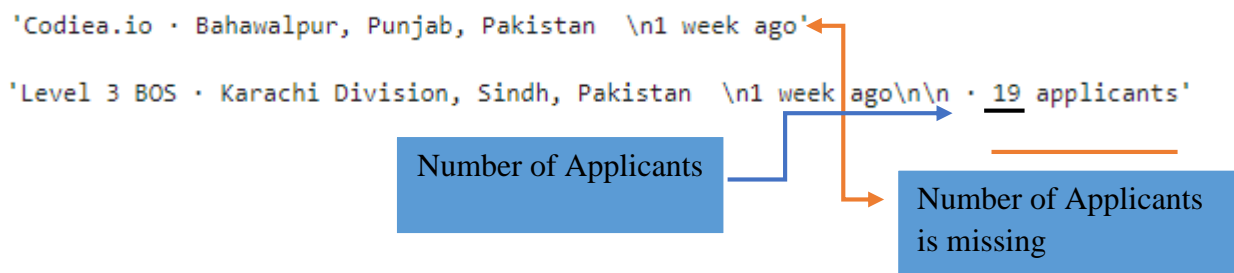 'Codiea.io · Bahawalpur, Punjab, Pakistan  \n1 week ago'
'Level 3 BOS · Karachi Division, Sindh, Pakistan  \n1 week ago\n\n · 19 applicants'
Number of Applicants
Number of Applicants
is missing